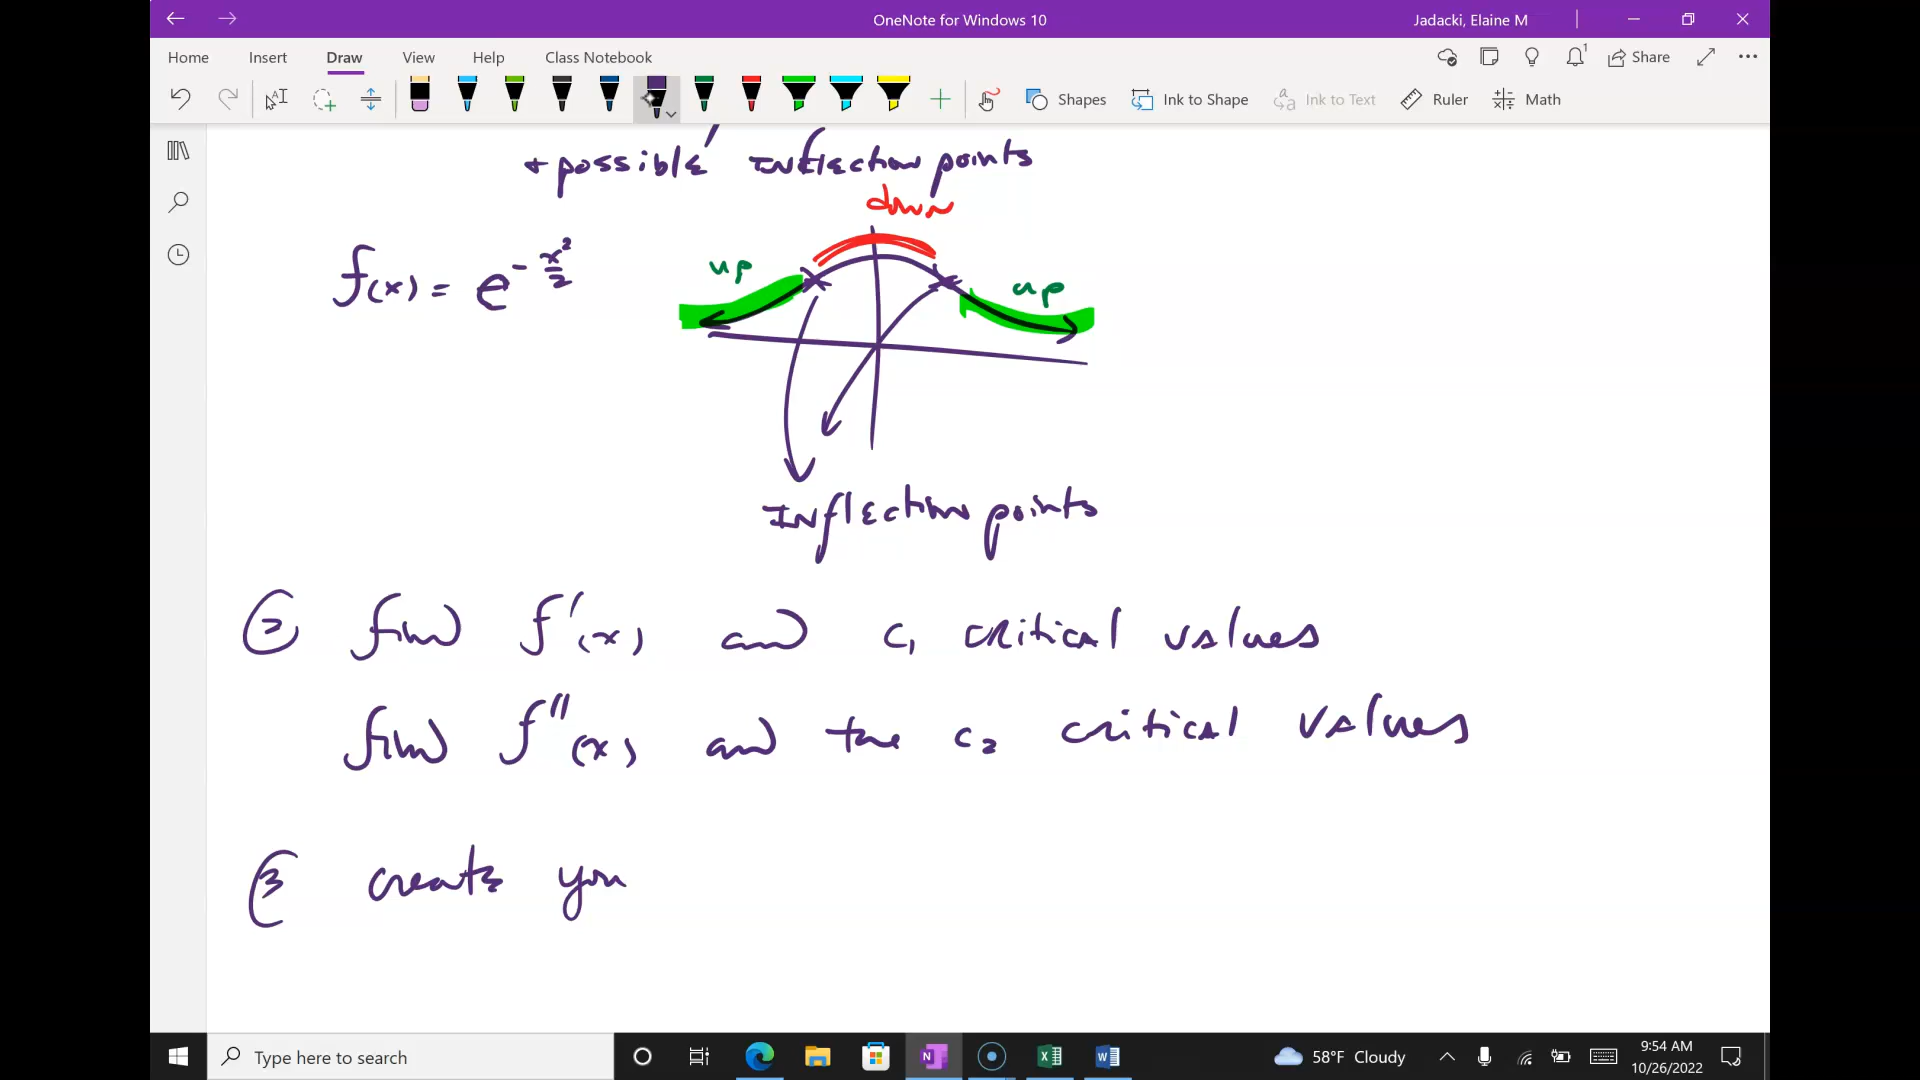 OneNote for Windows 10
Jadacki, Elaine M
Home Insert Draw View Help Class Notebook
1 Share
Shapes Ink to Shape Ink to Text Ruler Math
+ possible inflection points
down
up
up
f(x) = e^{-x²/2}
Inflection points
② find f'(x) and c₁ critical values
find f''(x) and the c₂ critical values
③ create you
Type here to search
58°F Cloudy
9:54 AM
10/26/2022